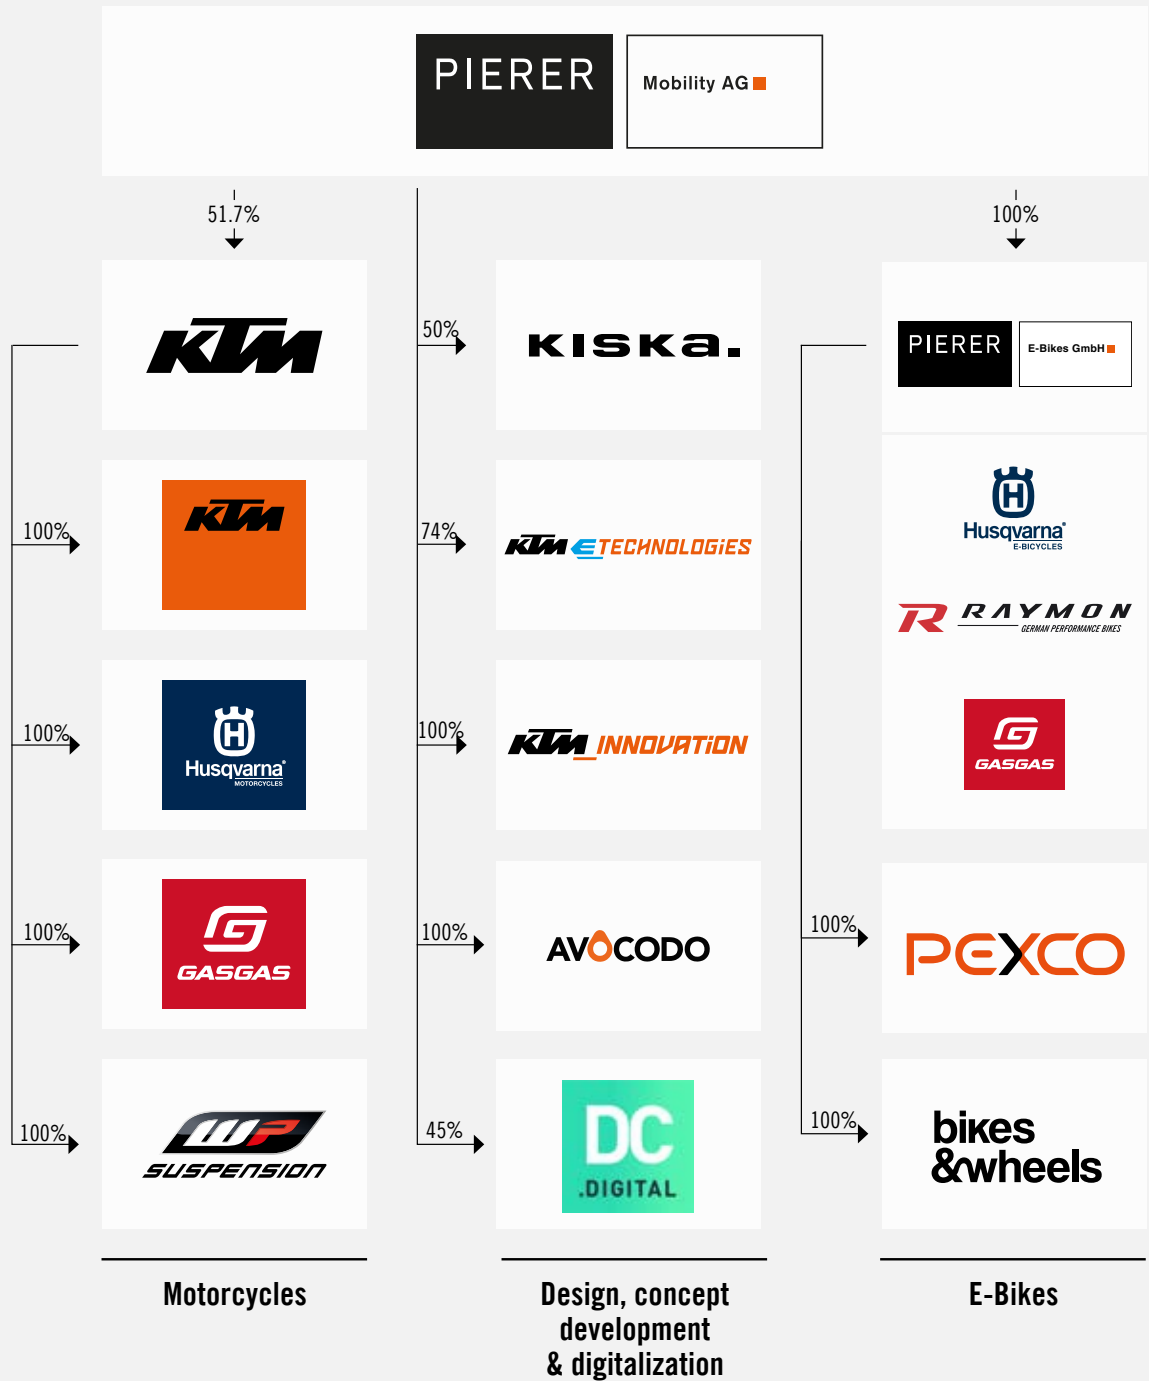 PIERER
Mobility AG
51.7%
100%
KTM
50%
KISKA.
PIERER
E-Bikes GmbH
100%
KTM
74%
KTM E TECHNOLOGIES
Husqvarna®
E-BICYCLES
R RAYMON
GERMAN PERFORMANCE BIKES
100%
H
Husqvarna®
MOTORCYCLES
100%
KTM INNOVATION
G
GASGAS
100%
G
GASGAS
100%
AVOCODO
100%
PEXCO
100%
WP
SUSPENSION
45%
DC
.DIGITAL
100%
bikes
&wheels
Motorcycles
Design, concept
development
& digitalization
E-Bikes